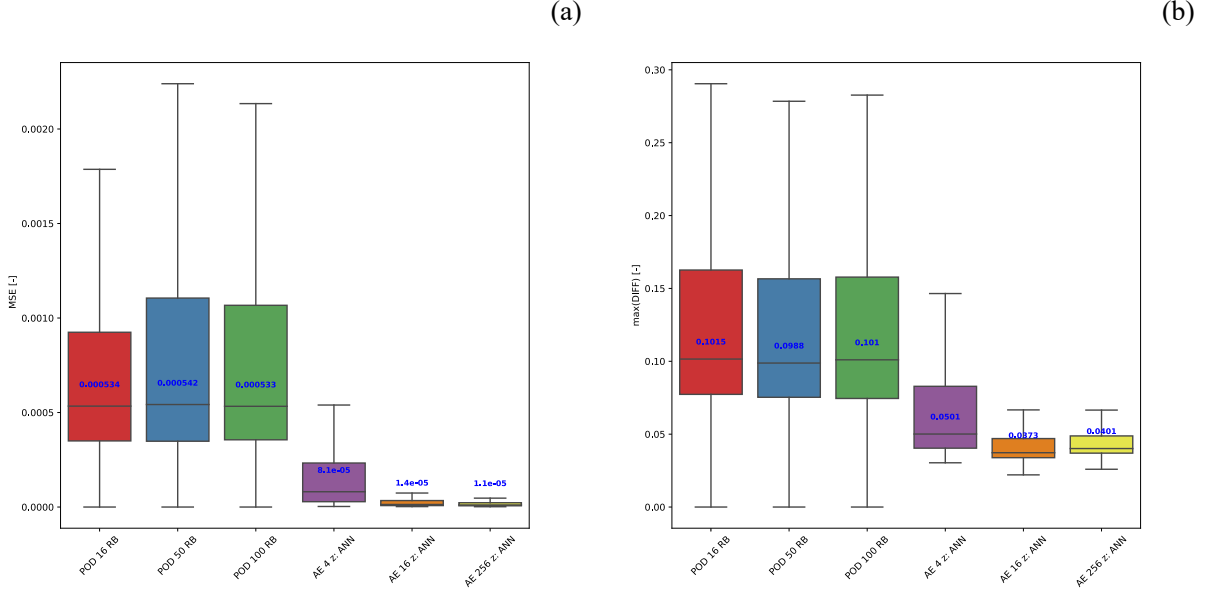 (a)
(b)
MSE [-]
0.0020
0.0015
0.0010
0.0005
0.0000
0.000534
0.000542
0.000533
8.1e-05
1.4e-05
1.1e-05
POD 16 RB
POD 50 RB
POD 100 RB
AE 4 z: ANN
AE 16 z: ANN
AE 256 z: ANN
max(DIFF) [-]
0.30
0.25
0.20
0.15
0.10
0.05
0.00
0.1015
0.0988
0.101
0.0501
0.0373
0.0401
POD 16 RB
POD 50 RB
POD 100 RB
AE 4 z: ANN
AE 16 z: ANN
AE 256 z: ANN